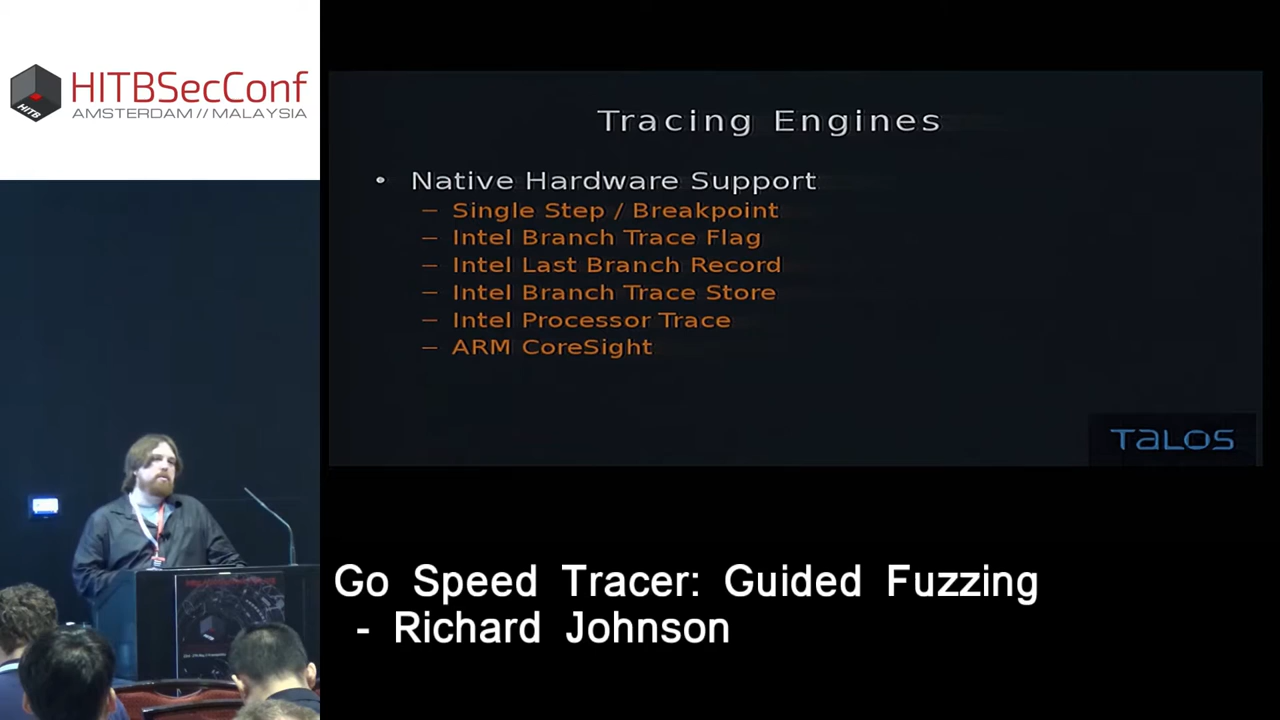 HITBSecConf
AMSTERDAM // MALAYSIA
HITB
Tracing Engines
• Native Hardware Support
– Single Step / Breakpoint
– Intel Branch Trace Flag
– Intel Last Branch Record
– Intel Branch Trace Store
– Intel Processor Trace
– ARM CoreSight
TALOS
Go Speed Tracer: Guided Fuzzing
- Richard Johnson